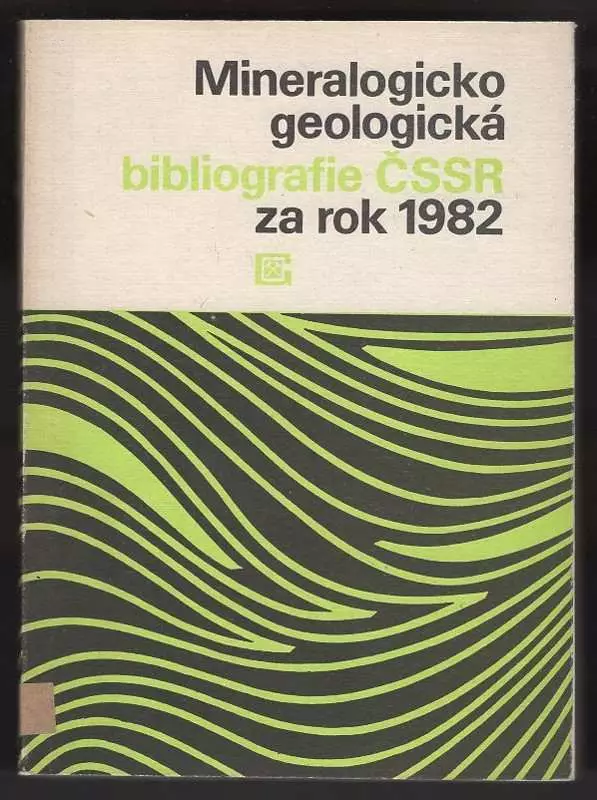 Mineralogicko
geologická
bibliografie ČSSR
za rok 1982